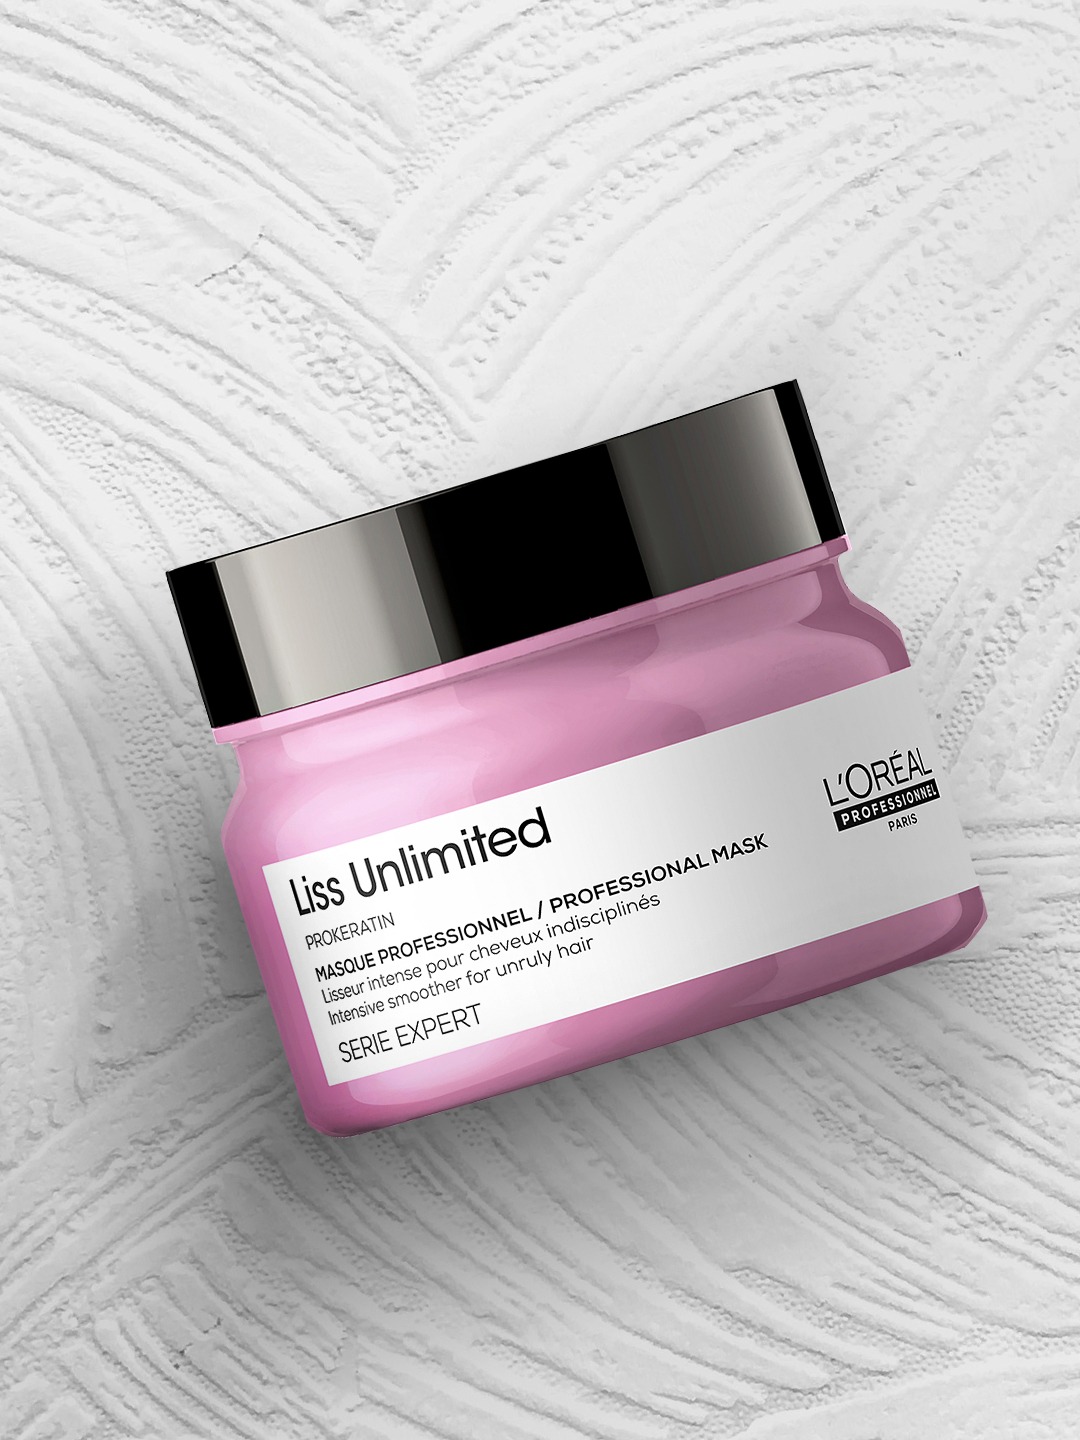 Liss Unlimited
PROKERATIN
MASQUE PROFESSIONNEL / PROFESSIONAL MASK
Lisseur intense pour cheveux indisciplinés
Intensive smoother for unruly hair
SERIE EXPERT
L'ORÉAL
PROFESSIONNEL
PARIS